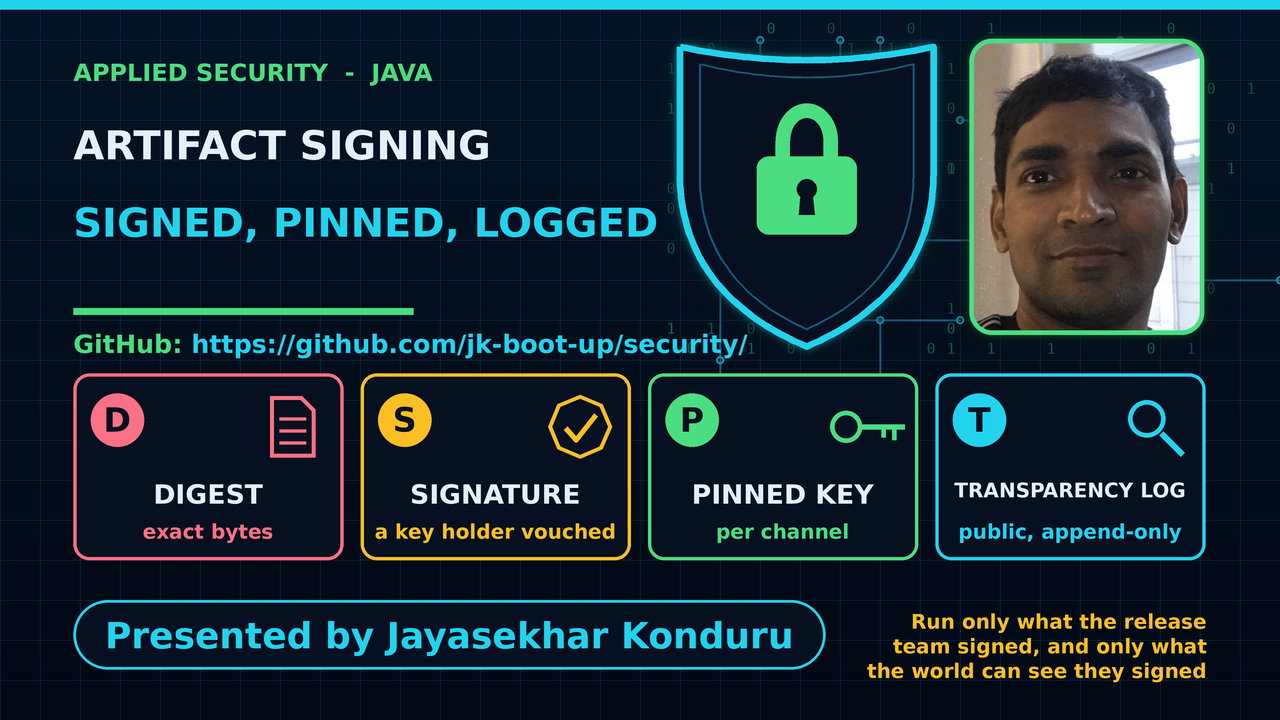 APPLIED SECURITY - JAVA
ARTIFACT SIGNING
SIGNED, PINNED, LOGGED
GitHub: https://github.com/jk-boot-up/security/
D
DIGEST
exact bytes
S
SIGNATURE
a key holder vouched
P
PINNED KEY
per channel
T
TRANSPARENCY LOG
public, append-only
Presented by Jayasekhar Konduru
Run only what the release
team signed, and only what
the world can see they signed